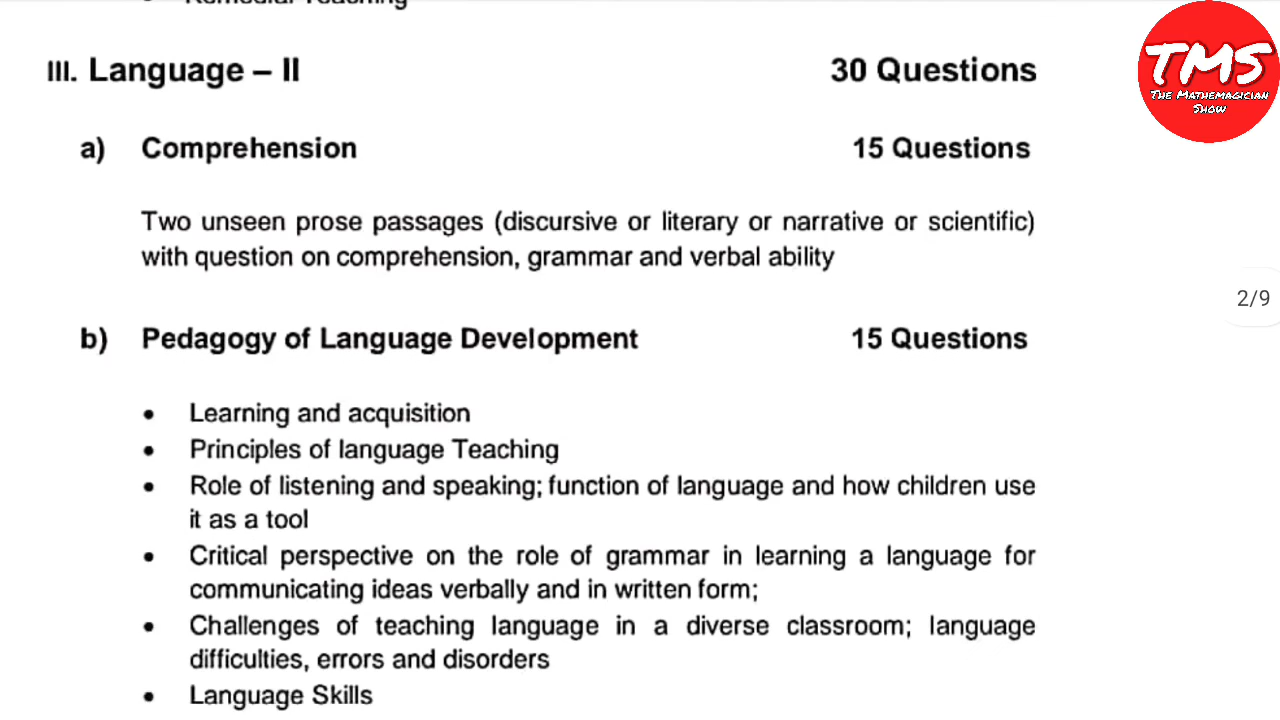 • Remedial Teaching
III. Language – II 30 Questions
a) Comprehension 15 Questions
Two unseen prose passages (discursive or literary or narrative or scientific)
with question on comprehension, grammar and verbal ability
b) Pedagogy of Language Development 15 Questions
• Learning and acquisition
• Principles of language Teaching
• Role of listening and speaking; function of language and how children use
it as a tool
• Critical perspective on the role of grammar in learning a language for
communicating ideas verbally and in written form;
• Challenges of teaching language in a diverse classroom; language
difficulties, errors and disorders
• Language Skills
TMS
The Mathemagician
Show
2/9